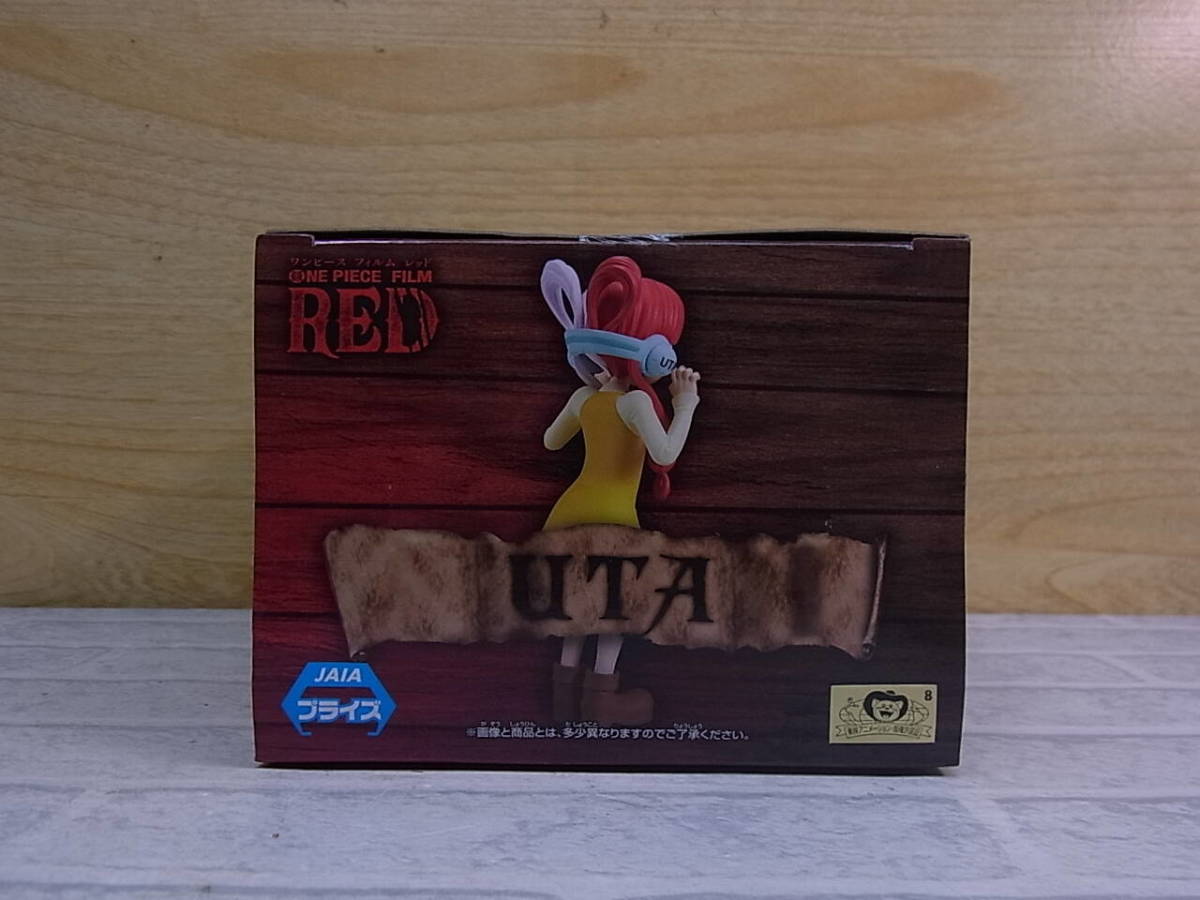 ワンピース フィルム レッド
ONE PIECE FILM
RED
UTA
UTA
JAIA
プライズ
※画像と商品とは、多少異なりますのでご了承ください。
8